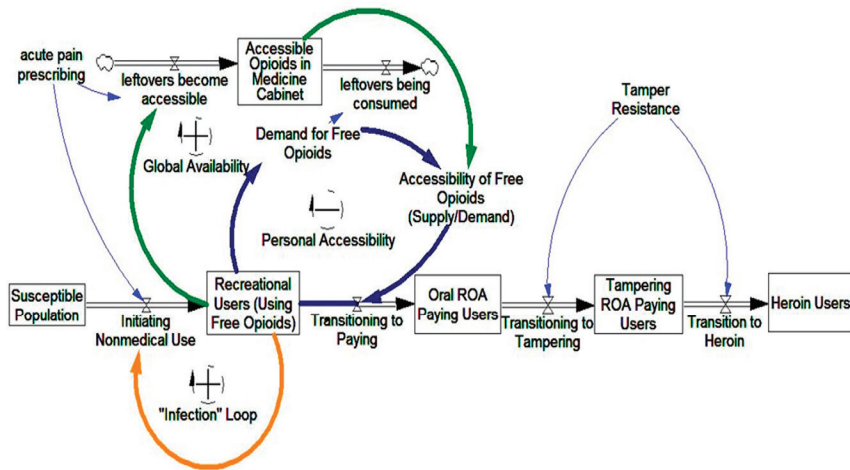 acute pain
prescribing
leftovers become
accessible
Accessible
Opioids in
Medicine
Cabinet
leftovers being
consumed
Tamper
Resistance
Demand for Free
Opioids
Global Availability
Accessibility of Free
Opioids
(Supply/Demand)
Personal Accessibility
Susceptible
Population
Initiating
Nonmedical Use
Recreational
Users (Using
Free Opioids)
Transitioning to
Paying
Oral ROA
Paying Users
Transitioning to
Tampering
Tampering
ROA Paying
Users
Transition to
Heroin
Heroin Users
"Infection" Loop